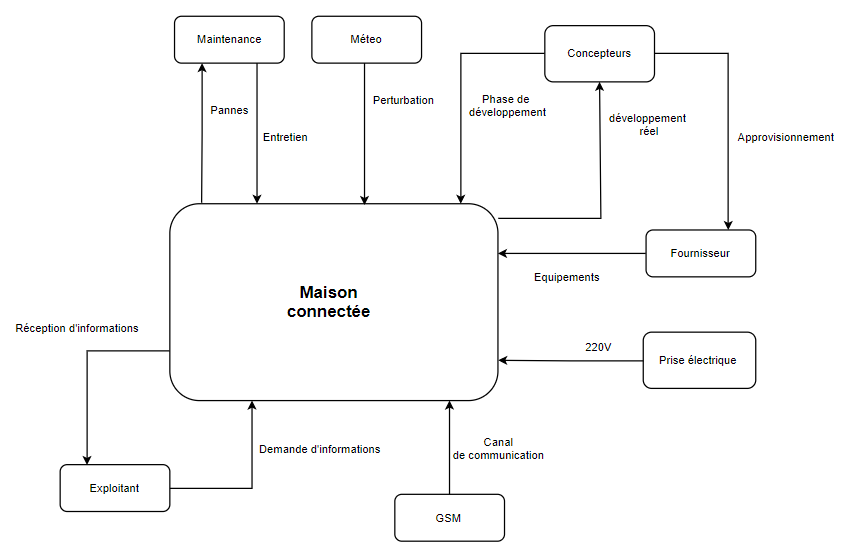 Maintenance
Méteo
Concepteurs
Pannes
Entretien
Perturbation
Phase de
développement
développement
réel
Approvisionnement
Fournisseur
Equipements
Maison
connectée
Réception d'informations
220V
Prise électrique
Demande d'informations
Canal
de communication
Exploitant
GSM